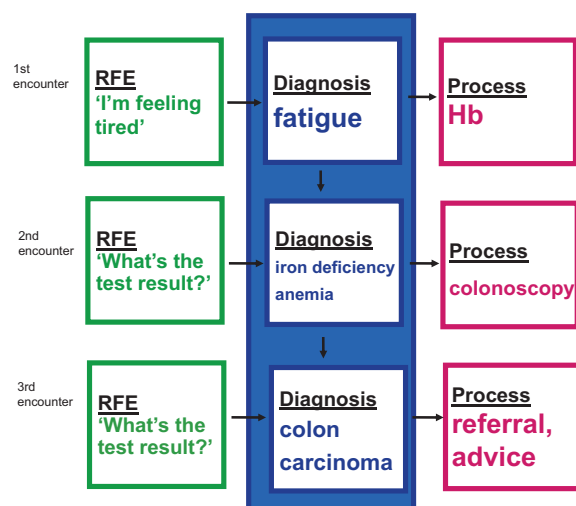 1st
encounter
RFE
‘I’m feeling
tired’
Diagnosis
fatigue
Process
Hb
2nd
encounter
RFE
‘What’s the
test result?’
Diagnosis
iron deficiency
anemia
Process
colonoscopy
3rd
encounter
RFE
‘What’s the
test result?’
Diagnosis
colon
carcinoma
Process
referral,
advice